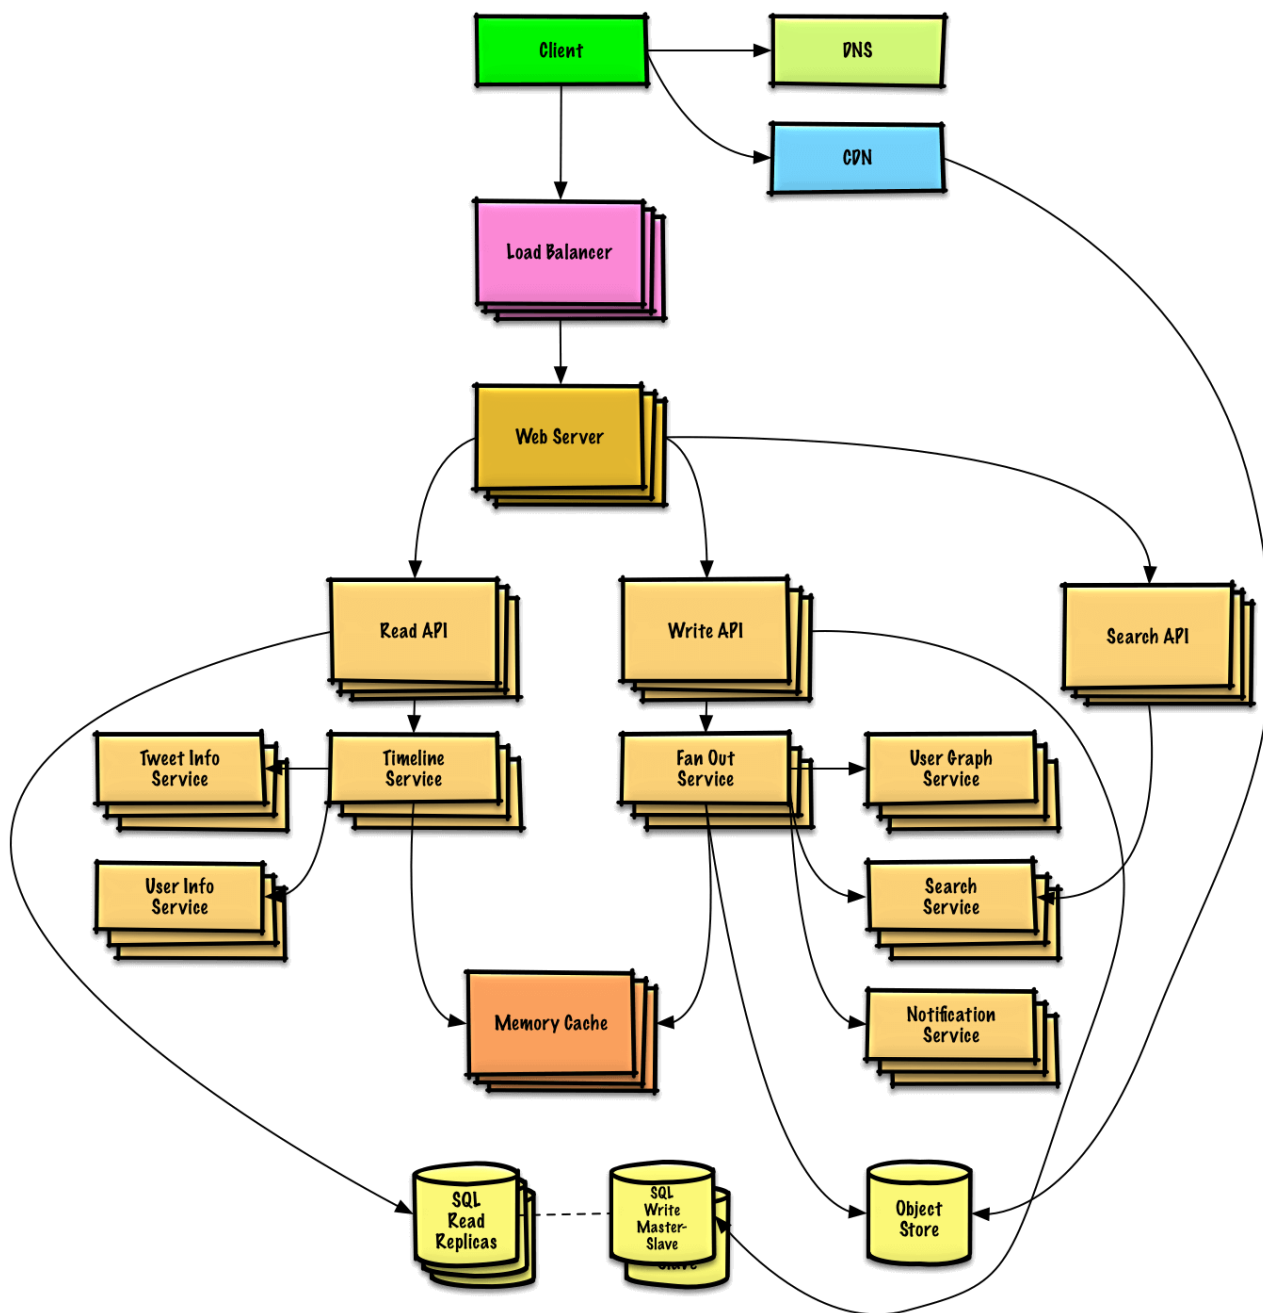 Client
DNS
CDN
Load Balancer
Web Server
Read API
Write API
Search API
Tweet Info
Service
Timeline
Service
Fan Out
Service
User Graph
Service
User Info
Service
Search
Service
Memory Cache
Notification
Service
SQL
Read
Replicas
SQL
Write
Master-
Slave
Slave
Object
Store